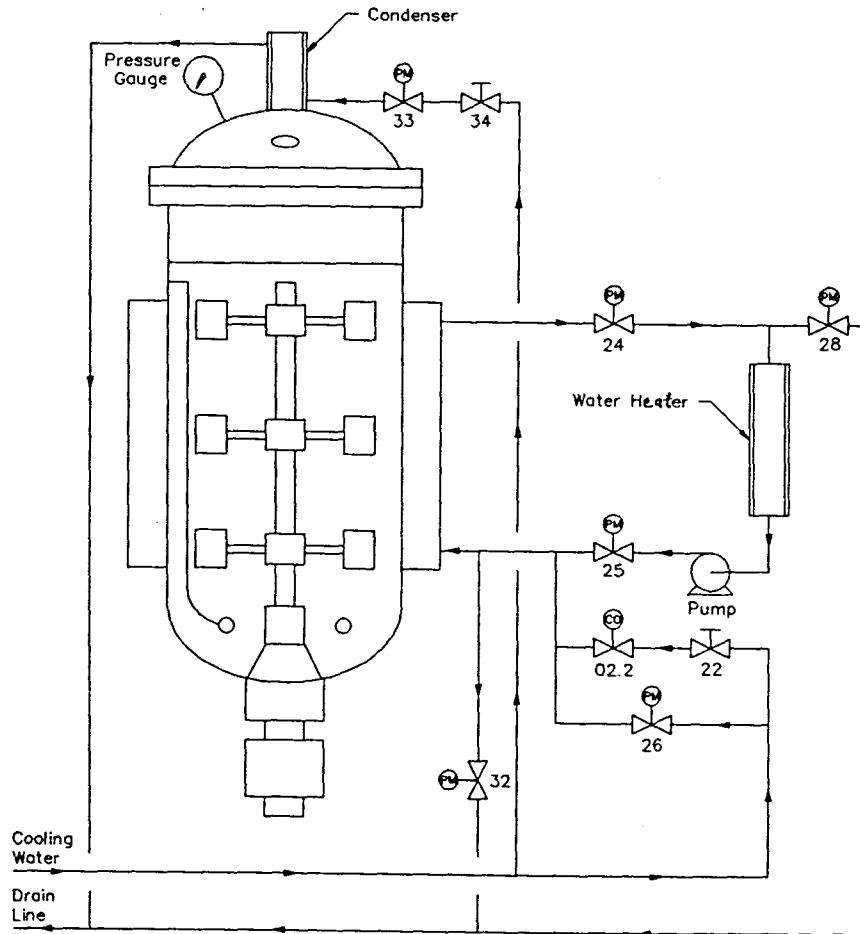 Condenser
Pressure
Gauge
PM
33
34
PM
24
PM
28
Water Heater
PM
25
Pump
CO
02.2
22
PM
26
PM
32
Cooling
Water
Drain
Line